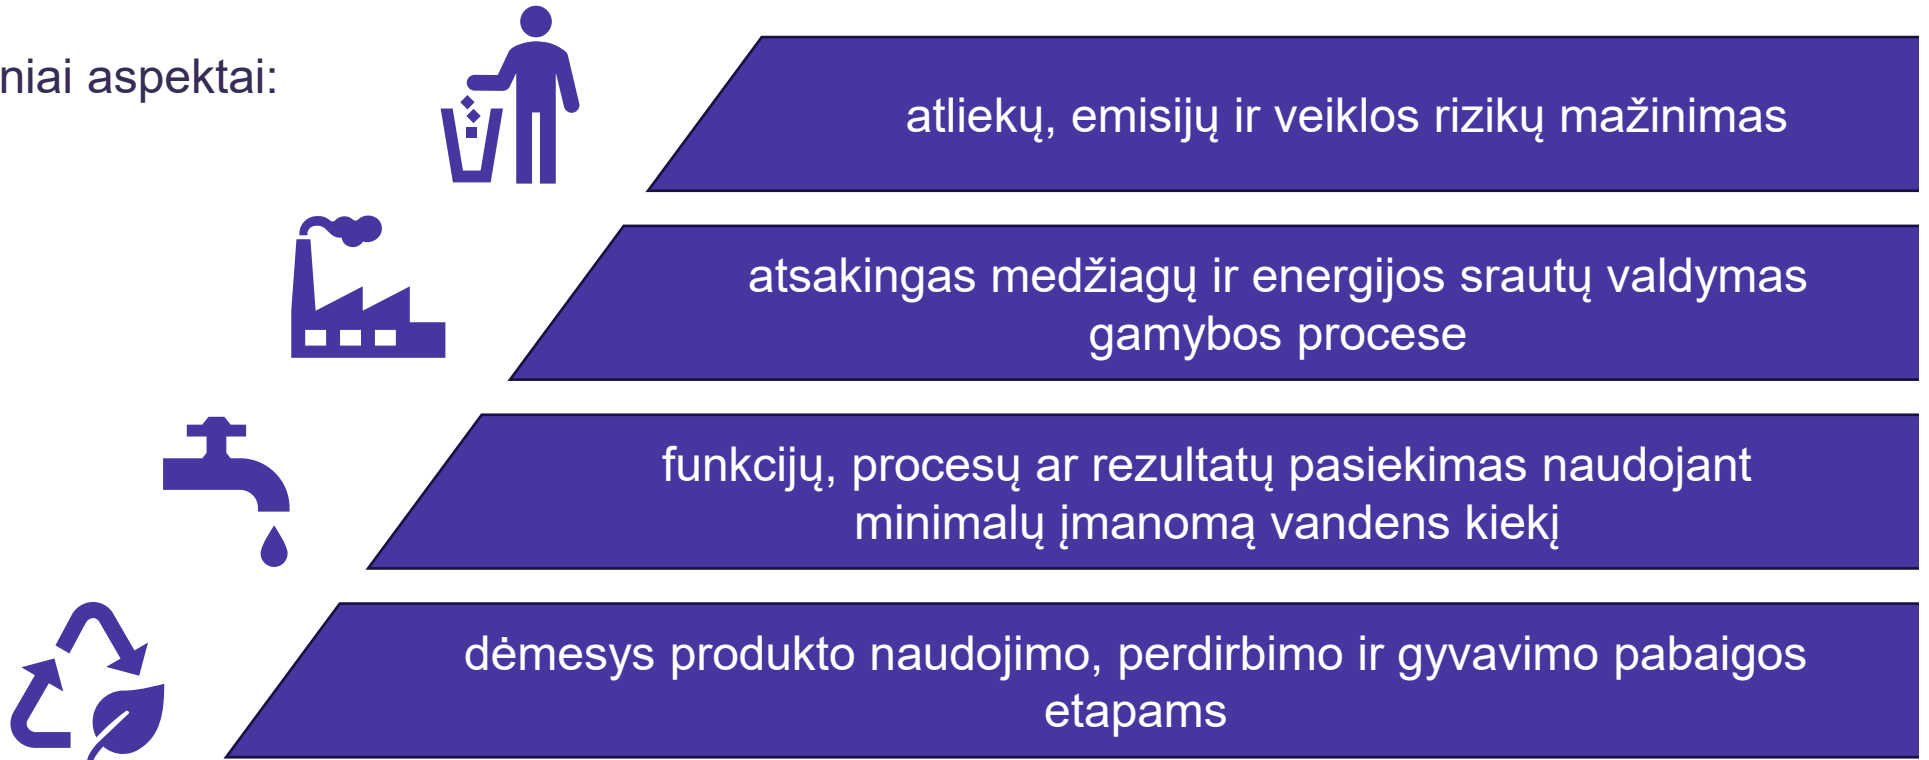 niai aspektai:
atliekų, emisijų ir veiklos rizikų mažinimas
atsakingas medžiagų ir energijos srautų valdymas
gamybos procese
funkcijų, procesų ar rezultatų pasiekimas naudojant
minimalų įmanomą vandens kiekį
dėmesys produkto naudojimo, perdirbimo ir gyvavimo pabaigos
etapams